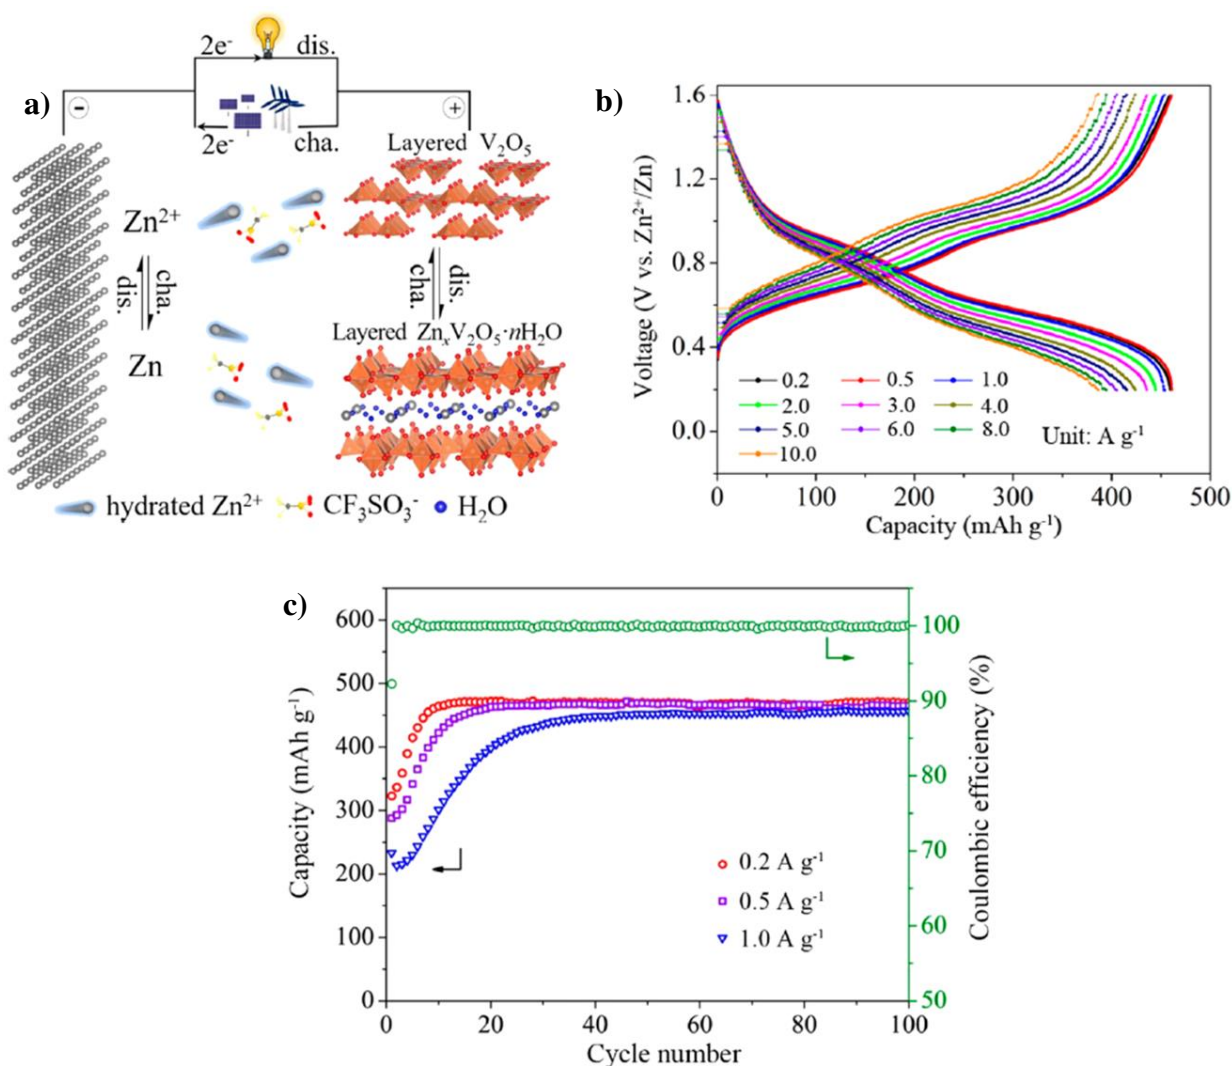 a)
2e⁻
dis.
2e⁻
cha.
−
+
Layered V₂O₅
Zn²⁺
dis.
cha.
Zn
cha.
dis.
Layered ZnₓV₂O₅·nH₂O
hydrated Zn²⁺
CF₃SO₃⁻
H₂O
b)
Voltage (V vs. Zn²⁺/Zn)
1.6
1.2
0.8
0.4
0.0
0.2 0.5 1.0
2.0 3.0 4.0
5.0 6.0 8.0
10.0
Unit: A g⁻¹
0 100 200 300 400 500
Capacity (mAh g⁻¹)
c)
Capacity (mAh g⁻¹)
600
500
400
300
200
100
0
0.2 A g⁻¹
0.5 A g⁻¹
1.0 A g⁻¹
100
90
80
70
60
50
Coulombic efficiency (%)
0 20 40 60 80 100
Cycle number